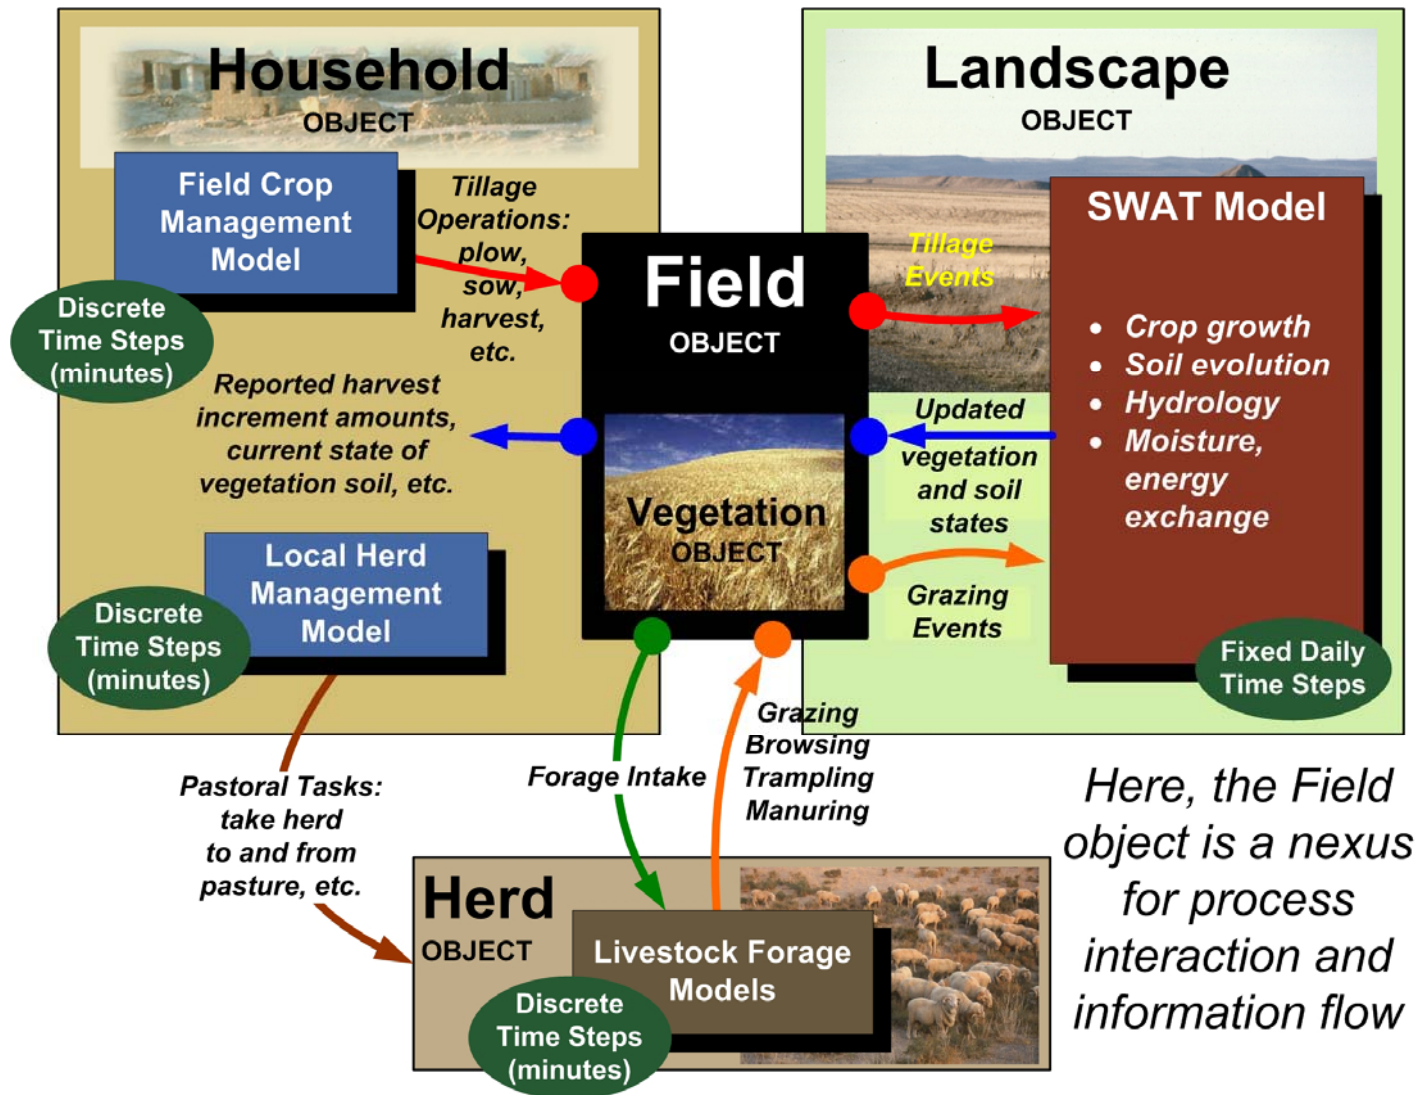 Household
OBJECT
Field Crop
Management
Model
Discrete
Time Steps
(minutes)
Tillage
Operations:
plow,
sow,
harvest,
etc.
Reported harvest
increment amounts,
current state of
vegetation soil, etc.
Local Herd
Management
Model
Discrete
Time Steps
(minutes)
Pastoral Tasks:
take herd
to and from
pasture, etc.
Field
OBJECT
Vegetation
OBJECT
Landscape
OBJECT
Tillage
Events
SWAT Model
• Crop growth
• Soil evolution
• Hydrology
• Moisture,
energy
exchange
Updated
vegetation
and soil
states
Grazing
Events
Fixed Daily
Time Steps
Forage Intake
Grazing
Browsing
Trampling
Manuring
Herd
OBJECT
Livestock Forage
Models
Discrete
Time Steps
(minutes)
Here, the Field
object is a nexus
for process
interaction and
information flow